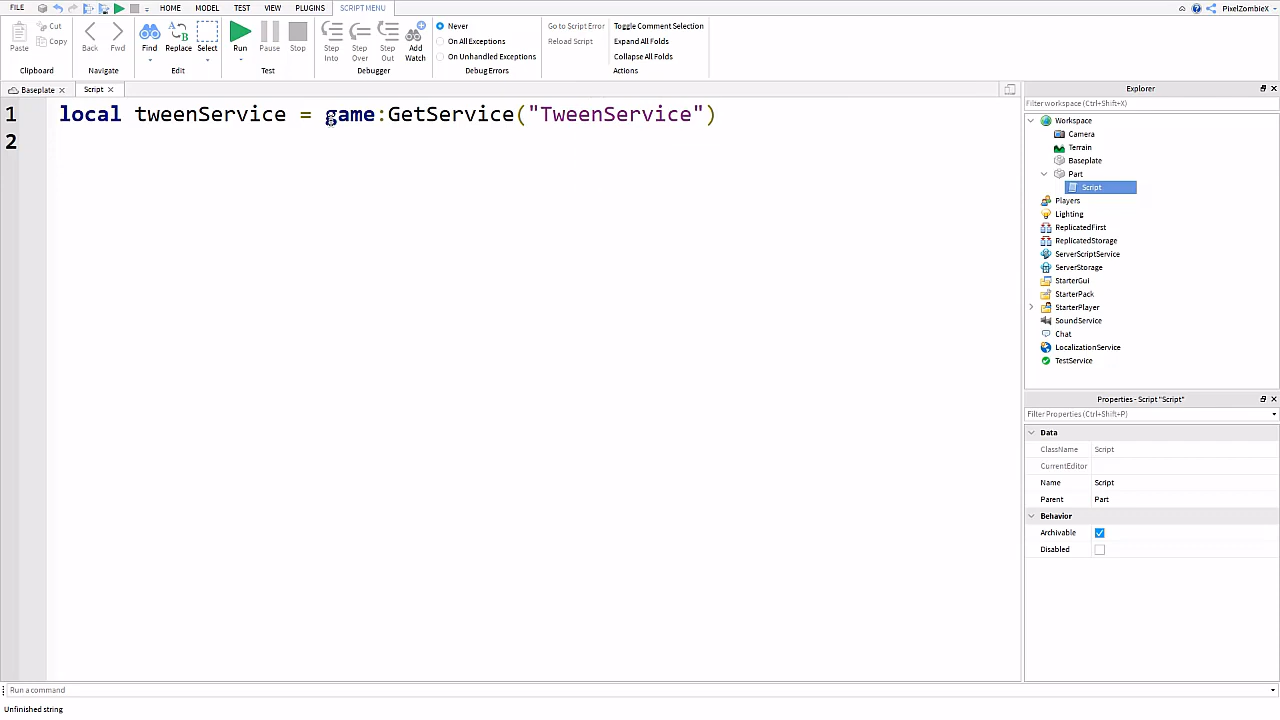 FILE HOME MODEL TEST VIEW PLUGINS SCRIPT MENU PixelZombieX
Paste Cut Copy Clipboard
Back Fwd Navigate
Find Replace Select Edit
Run Pause Stop Test
Step Into Step Over Step Out Add Watch Debugger
Never
On All Exceptions
On Unhandled Exceptions
Debug Errors
Go to Script Error
Reload Script
Toggle Comment Selection
Expand All Folds
Collapse All Folds
Actions
Baseplate Script
1 local tweenService = game:GetService("TweenService")
2
Explorer
Filter workspace (Ctrl+Shift+X)
Workspace
Camera
Terrain
Baseplate
Part
Script
Players
Lighting
ReplicatedFirst
ReplicatedStorage
ServerScriptService
ServerStorage
StarterGui
StarterPack
StarterPlayer
SoundService
Chat
LocalizationService
TestService
Properties - Script "Script"
Filter Properties (Ctrl+Shift+P)
Data
ClassName Script
CurrentEditor
Name Script
Parent Part
Behavior
Archivable
Disabled
Run a command
Unfinished string